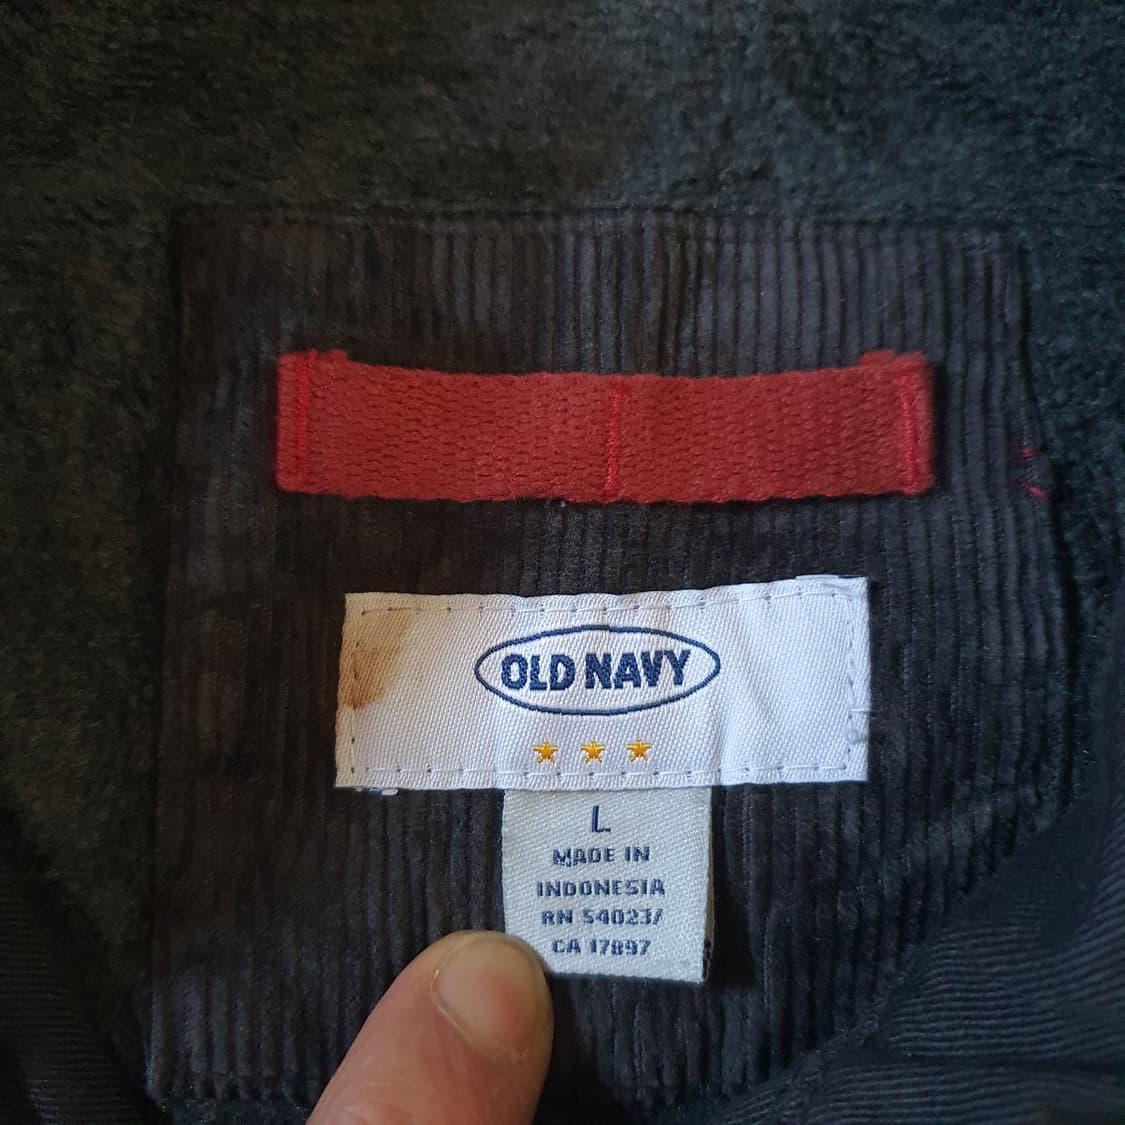 OLD NAVY
L
MADE IN
INDONESIA
RN 54023/
CA 17897